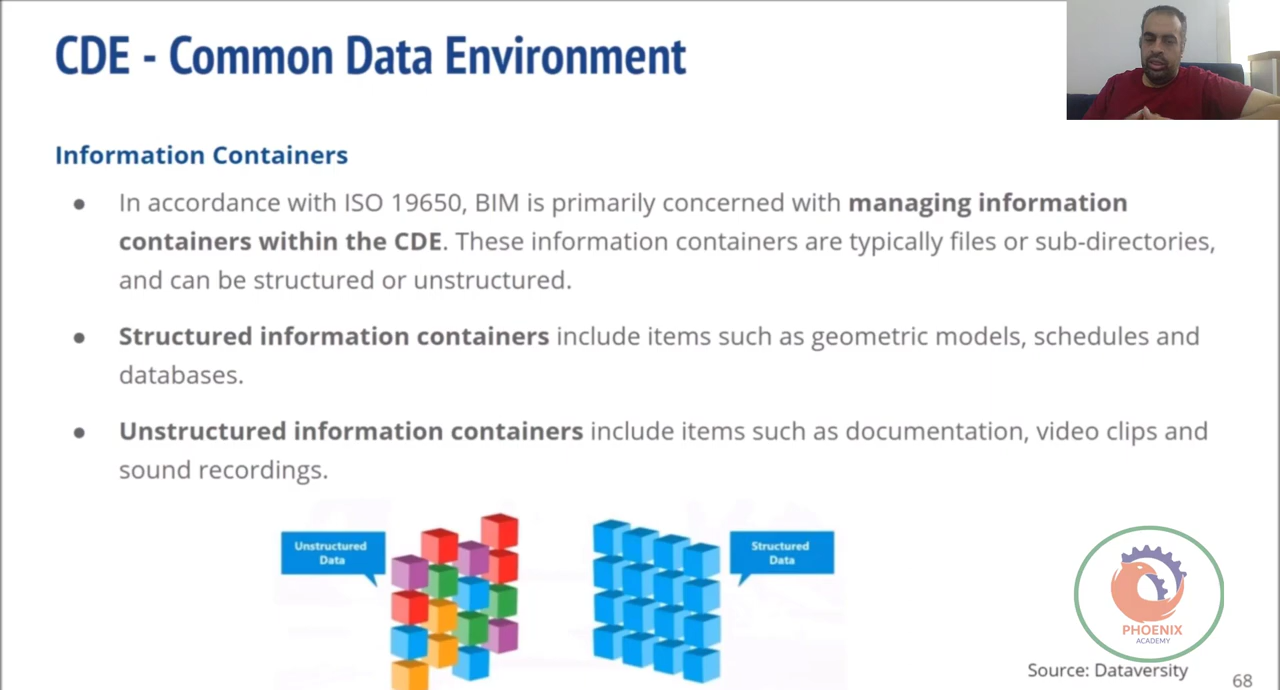 CDE - Common Data Environment
Information Containers
● In accordance with ISO 19650, BIM is primarily concerned with managing information
containers within the CDE. These information containers are typically files or sub-directories,
and can be structured or unstructured.
● Structured information containers include items such as geometric models, schedules and
databases.
● Unstructured information containers include items such as documentation, video clips and
sound recordings.
Unstructured
Data
Structured
Data
PHOENIX
ACADEMY
Source: Dataversity
68